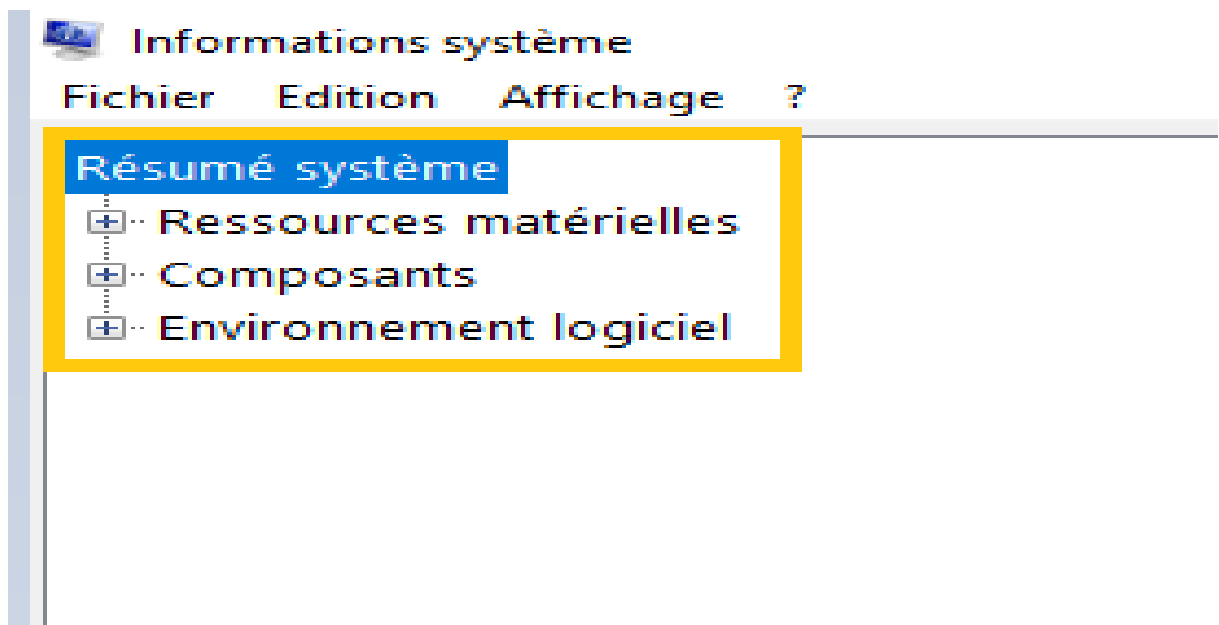 Informations système
Fichier Edition Affichage ?
Résumé système
Ressources matérielles
Composants
Environnement logiciel